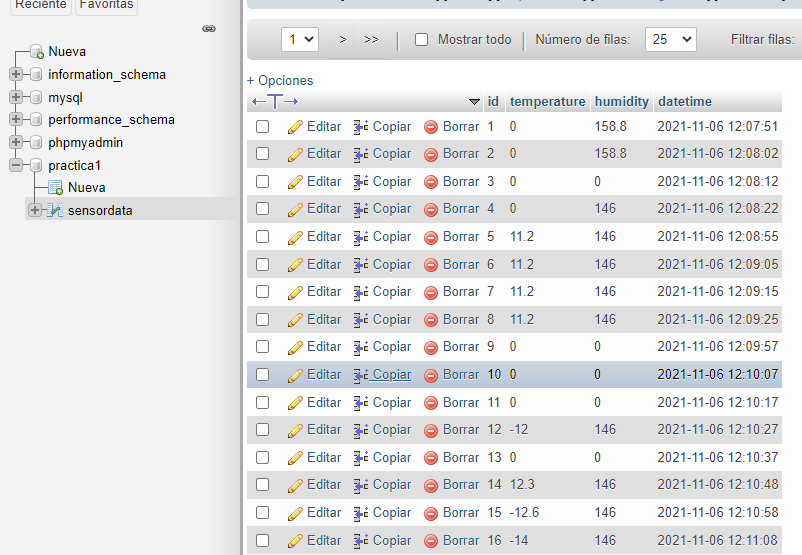 Reciente Favoritas
Nueva
information_schema
mysql
performance_schema
phpmyadmin
practica1
Nueva
sensordata
1 > >> Mostrar todo Número de filas: 25 Filtrar filas:
+ Opciones
id temperature humidity datetime
Editar Copiar Borrar 1 0 158.8 2021-11-06 12:07:51
Editar Copiar Borrar 2 0 158.8 2021-11-06 12:08:02
Editar Copiar Borrar 3 0 0 2021-11-06 12:08:12
Editar Copiar Borrar 4 0 146 2021-11-06 12:08:22
Editar Copiar Borrar 5 11.2 146 2021-11-06 12:08:55
Editar Copiar Borrar 6 11.2 146 2021-11-06 12:09:05
Editar Copiar Borrar 7 11.2 146 2021-11-06 12:09:15
Editar Copiar Borrar 8 11.2 146 2021-11-06 12:09:25
Editar Copiar Borrar 9 0 0 2021-11-06 12:09:57
Editar Copiar Borrar 10 0 0 2021-11-06 12:10:07
Editar Copiar Borrar 11 0 0 2021-11-06 12:10:17
Editar Copiar Borrar 12 -12 146 2021-11-06 12:10:27
Editar Copiar Borrar 13 0 0 2021-11-06 12:10:37
Editar Copiar Borrar 14 12.3 146 2021-11-06 12:10:48
Editar Copiar Borrar 15 -12.6 146 2021-11-06 12:10:58
Editar Copiar Borrar 16 -14 146 2021-11-06 12:11:08